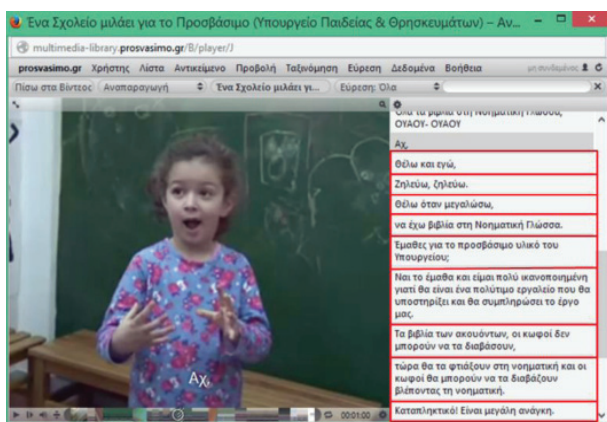 Ένα Σχολείο μιλάει για το Προσβάσιμο (Υπουργείο Παιδείας & Θρησκευμάτων) – Αν...
multimedia-library.prosvasimo.gr/B/player/J
prosvasimo.gr Χρήστης Λίστα Αντικείμενο Προβολή Ταξινόμηση Εύρεση Δεδομένα Βοήθεια μη συνδεμένος
Πίσω στα Βίντεος Αναπαραγωγή Ένα Σχολείο μιλάει γι... Εύρεση: Όλα
Όλα τα βιβλία στη Νοηματική Γλώσσα,
ΟΥΑΟΥ- ΟΥΑΟΥ
Αχ,
Θέλω και εγώ,
Ζηλεύω, ζηλεύω.
Θέλω όταν μεγαλώσω,
να έχω βιβλία στη Νοηματική Γλώσσα.
Έμαθες για το προσβάσιμο υλικό του
Υπουργείου;
Ναι το έμαθα και είμαι πολύ ικανοποιημένη
γιατί θα είναι ένα πολύτιμο εργαλείο που θα
υποστηρίξει και θα συμπληρώσει το έργο
μας.
Τα βιβλία των ακουόντων, οι κωφοί δεν
μπορούν να τα διαβάσουν,
τώρα θα τα φτιάξουν στη νοηματική και οι
κωφοί θα μπορούν να τα διαβάζουν
βλέποντας τη νοηματική.
Καταπληκτικό! Είναι μεγάλη ανάγκη.
Αχ,
00:01:00